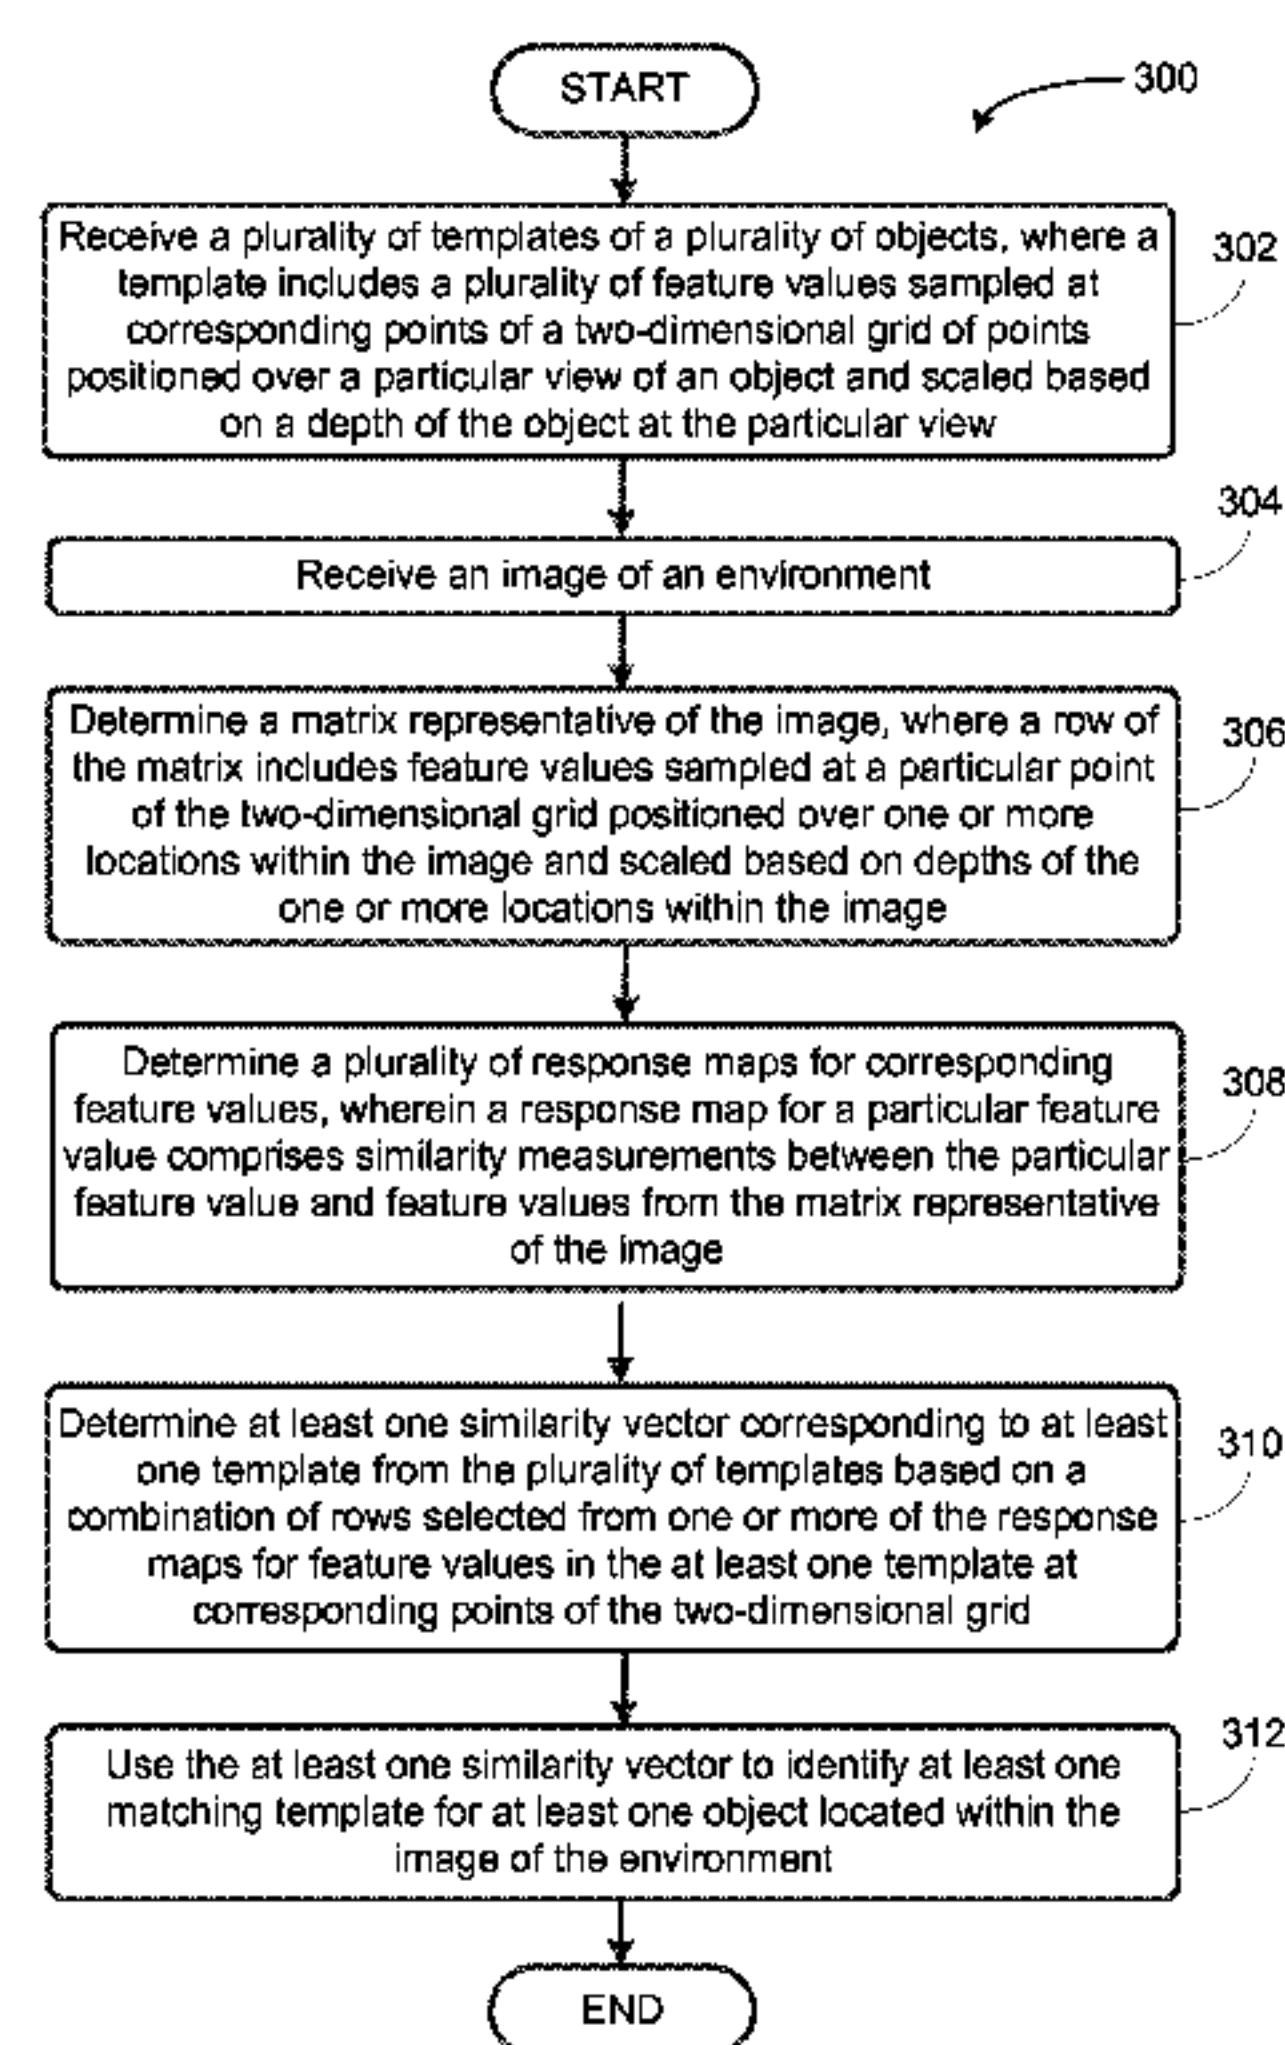 START
300
Receive a plurality of templates of a plurality of objects, where a
template includes a plurality of feature values sampled at
corresponding points of a two-dimensional grid of points
positioned over a particular view of an object and scaled based
on a depth of the object at the particular view
302
304
Receive an image of an environment
Determine a matrix representative of the image, where a row of
the matrix includes feature values sampled at a particular point
of the two-dimensional grid positioned over one or more
locations within the image and scaled based on depths of the
one or more locations within the image
306
Determine a plurality of response maps for corresponding
feature values, wherein a response map for a particular feature
value comprises similarity measurements between the particular
feature value and feature values from the matrix representative
of the image
308
Determine at least one similarity vector corresponding to at least
one template from the plurality of templates based on a
combination of rows selected from one or more of the response
maps for feature values in the at least one template at
corresponding points of the two-dimensional grid
310
Use the at least one similarity vector to identify at least one
matching template for at least one object located within the
image of the environment
312
END